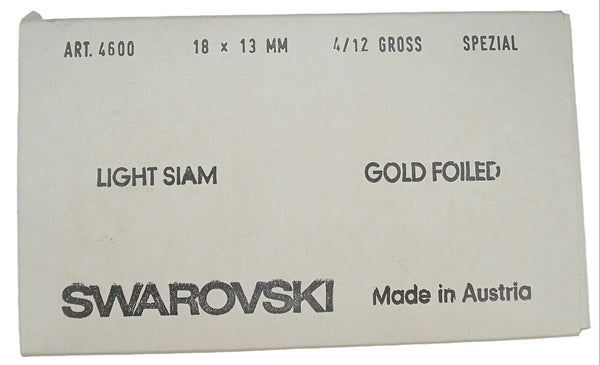 ART. 4600 18 x 13 MM 4/12 GROSS SPEZIAL
LIGHT SIAM GOLD FOILED
SWAROVSKI Made in Austria